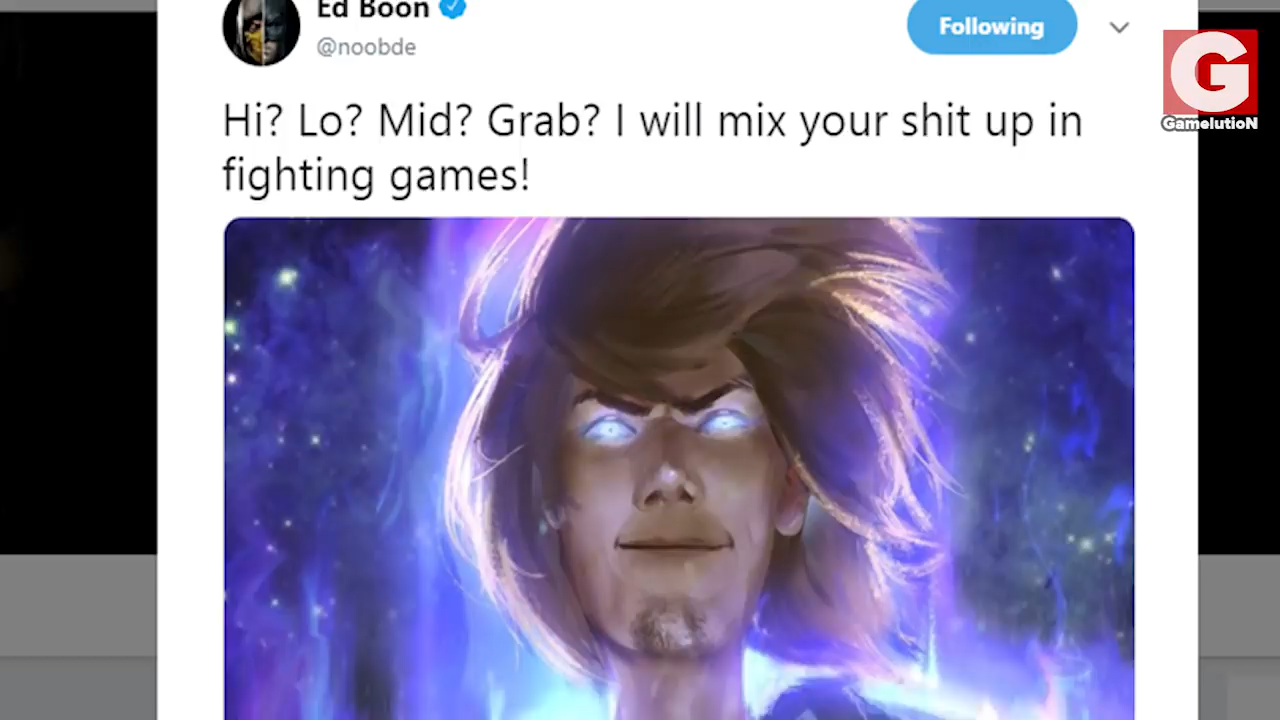 Ed Boon
@noobde
Following
G
GamelutioN
Hi? Lo? Mid? Grab? I will mix your shit up in
fighting games!